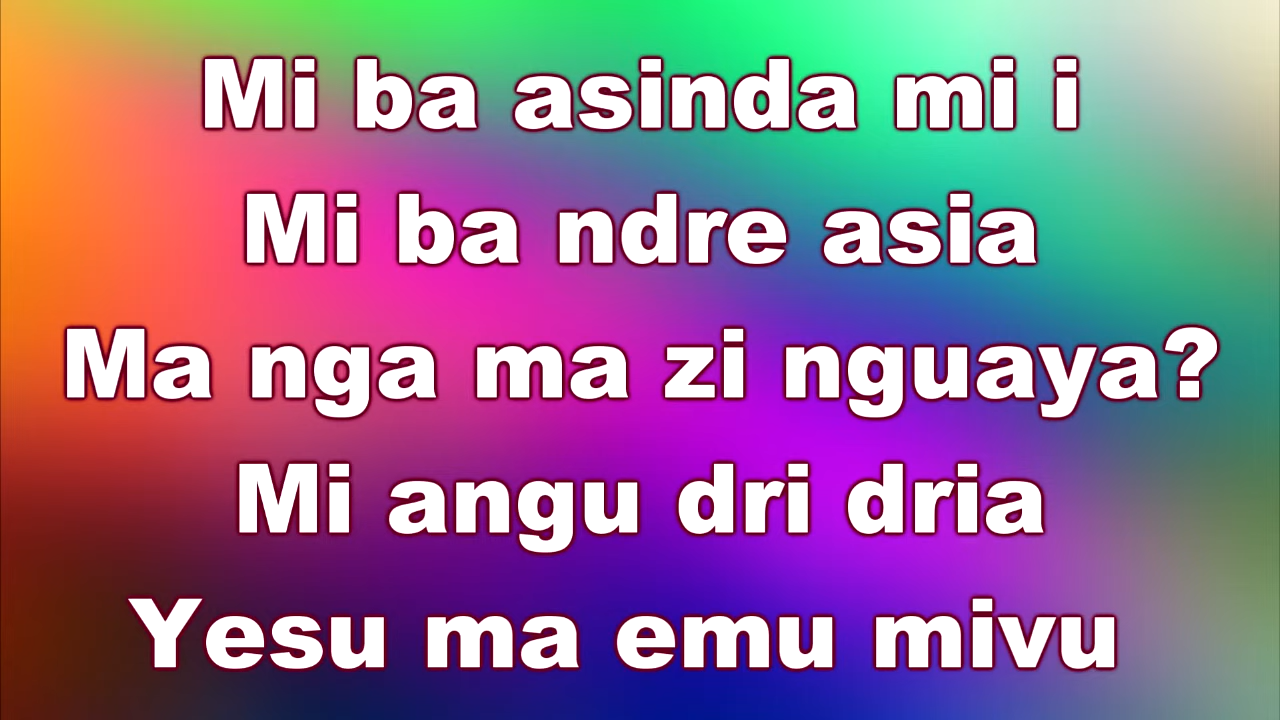 Mi ba asinda mi i
Mi ba ndre asia
Ma nga ma zi nguaya?
Mi angu dri dria
Yesu ma emu mivu